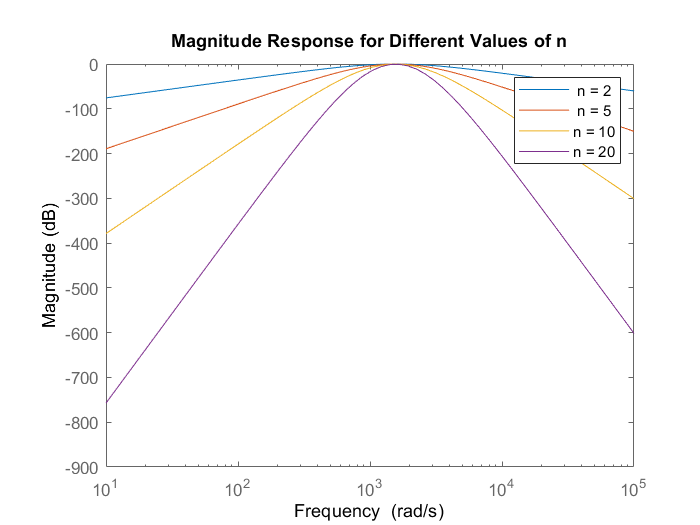 Magnitude Response for Different Values of n
0
-100
-200
-300
-400
-500
-600
-700
-800
-900
Magnitude (dB)
n = 2
n = 5
n = 10
n = 20
10^1 10^2 10^3 10^4 10^5
Frequency (rad/s)